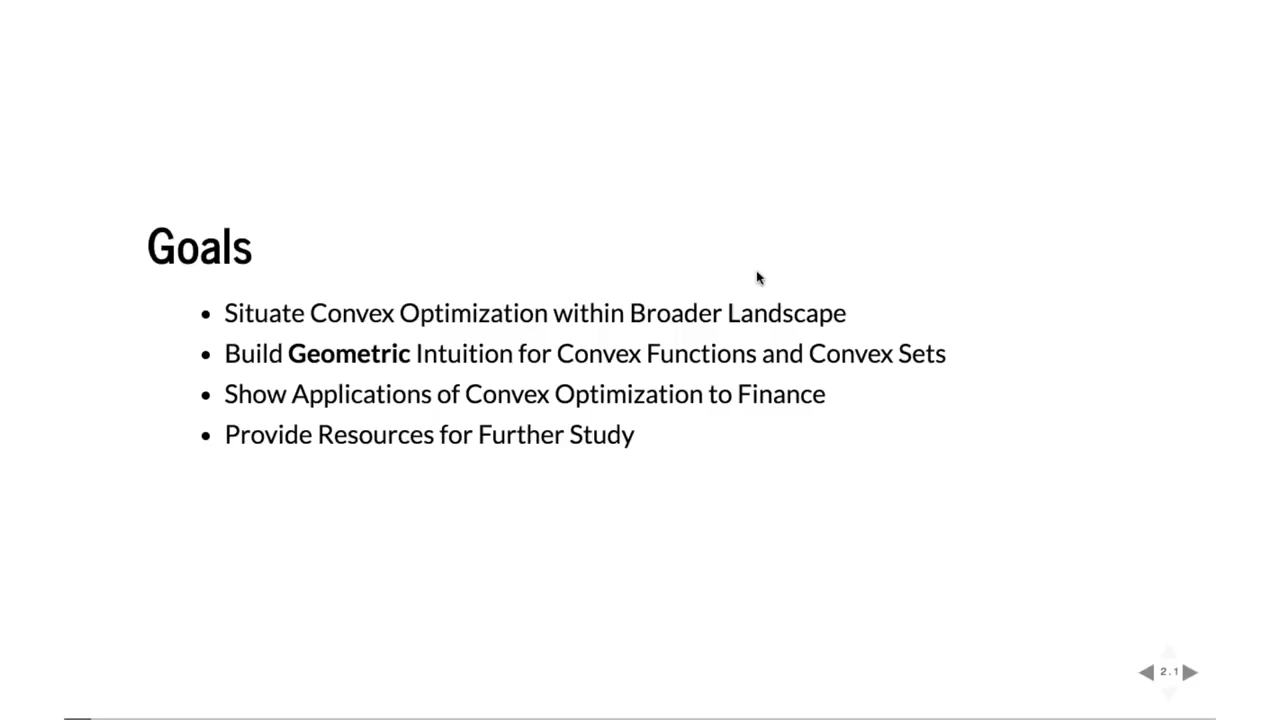 Goals
• Situate Convex Optimization within Broader Landscape
• Build Geometric Intuition for Convex Functions and Convex Sets
• Show Applications of Convex Optimization to Finance
• Provide Resources for Further Study
2.1